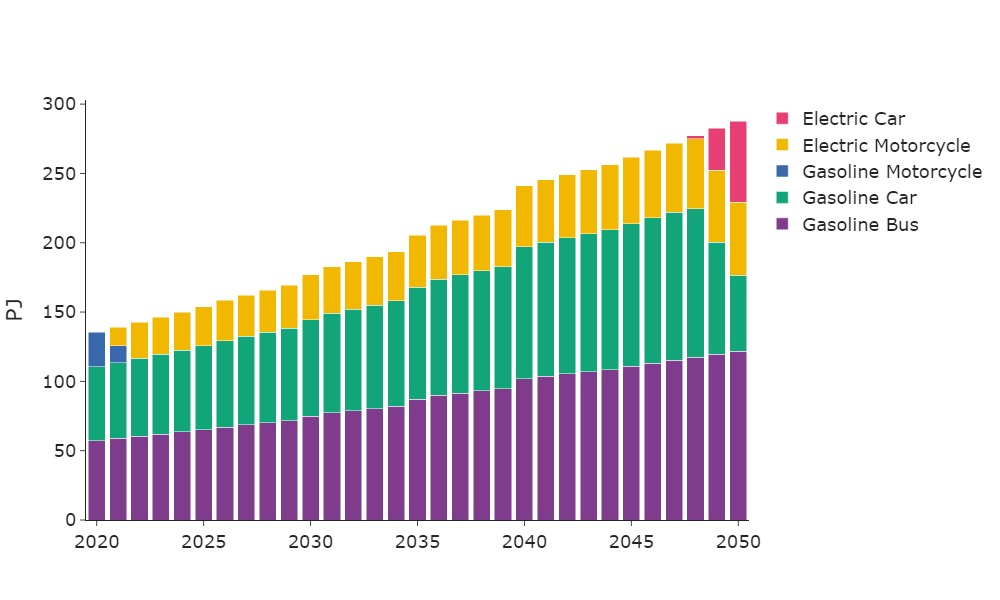 300
250
200
150
100
50
0
PJ
2020 2025 2030 2035 2040 2045 2050
Electric Car
Electric Motorcycle
Gasoline Motorcycle
Gasoline Car
Gasoline Bus